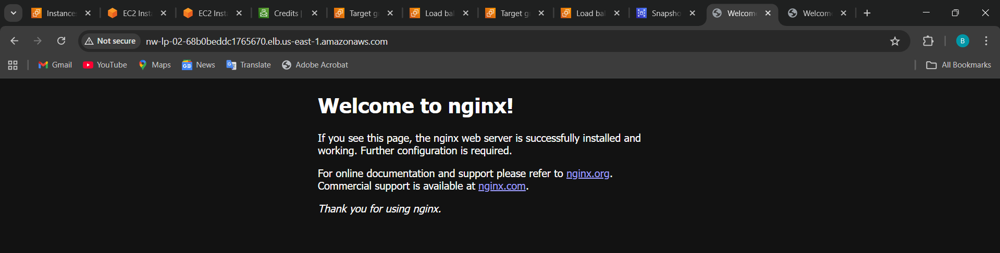 Instance
EC2 Inst
EC2 Inst
Credits |
Target g
Load bal
Target g
Load bal
Snapsho
Welcom
Welcom
Not secure
nw-lp-02-68b0beddc1765670.elb.us-east-1.amazonaws.com
B
Gmail
YouTube
Maps
News
Translate
Adobe Acrobat
All Bookmarks
Welcome to nginx!
If you see this page, the nginx web server is successfully installed and
working. Further configuration is required.
For online documentation and support please refer to nginx.org.
Commercial support is available at nginx.com.
Thank you for using nginx.